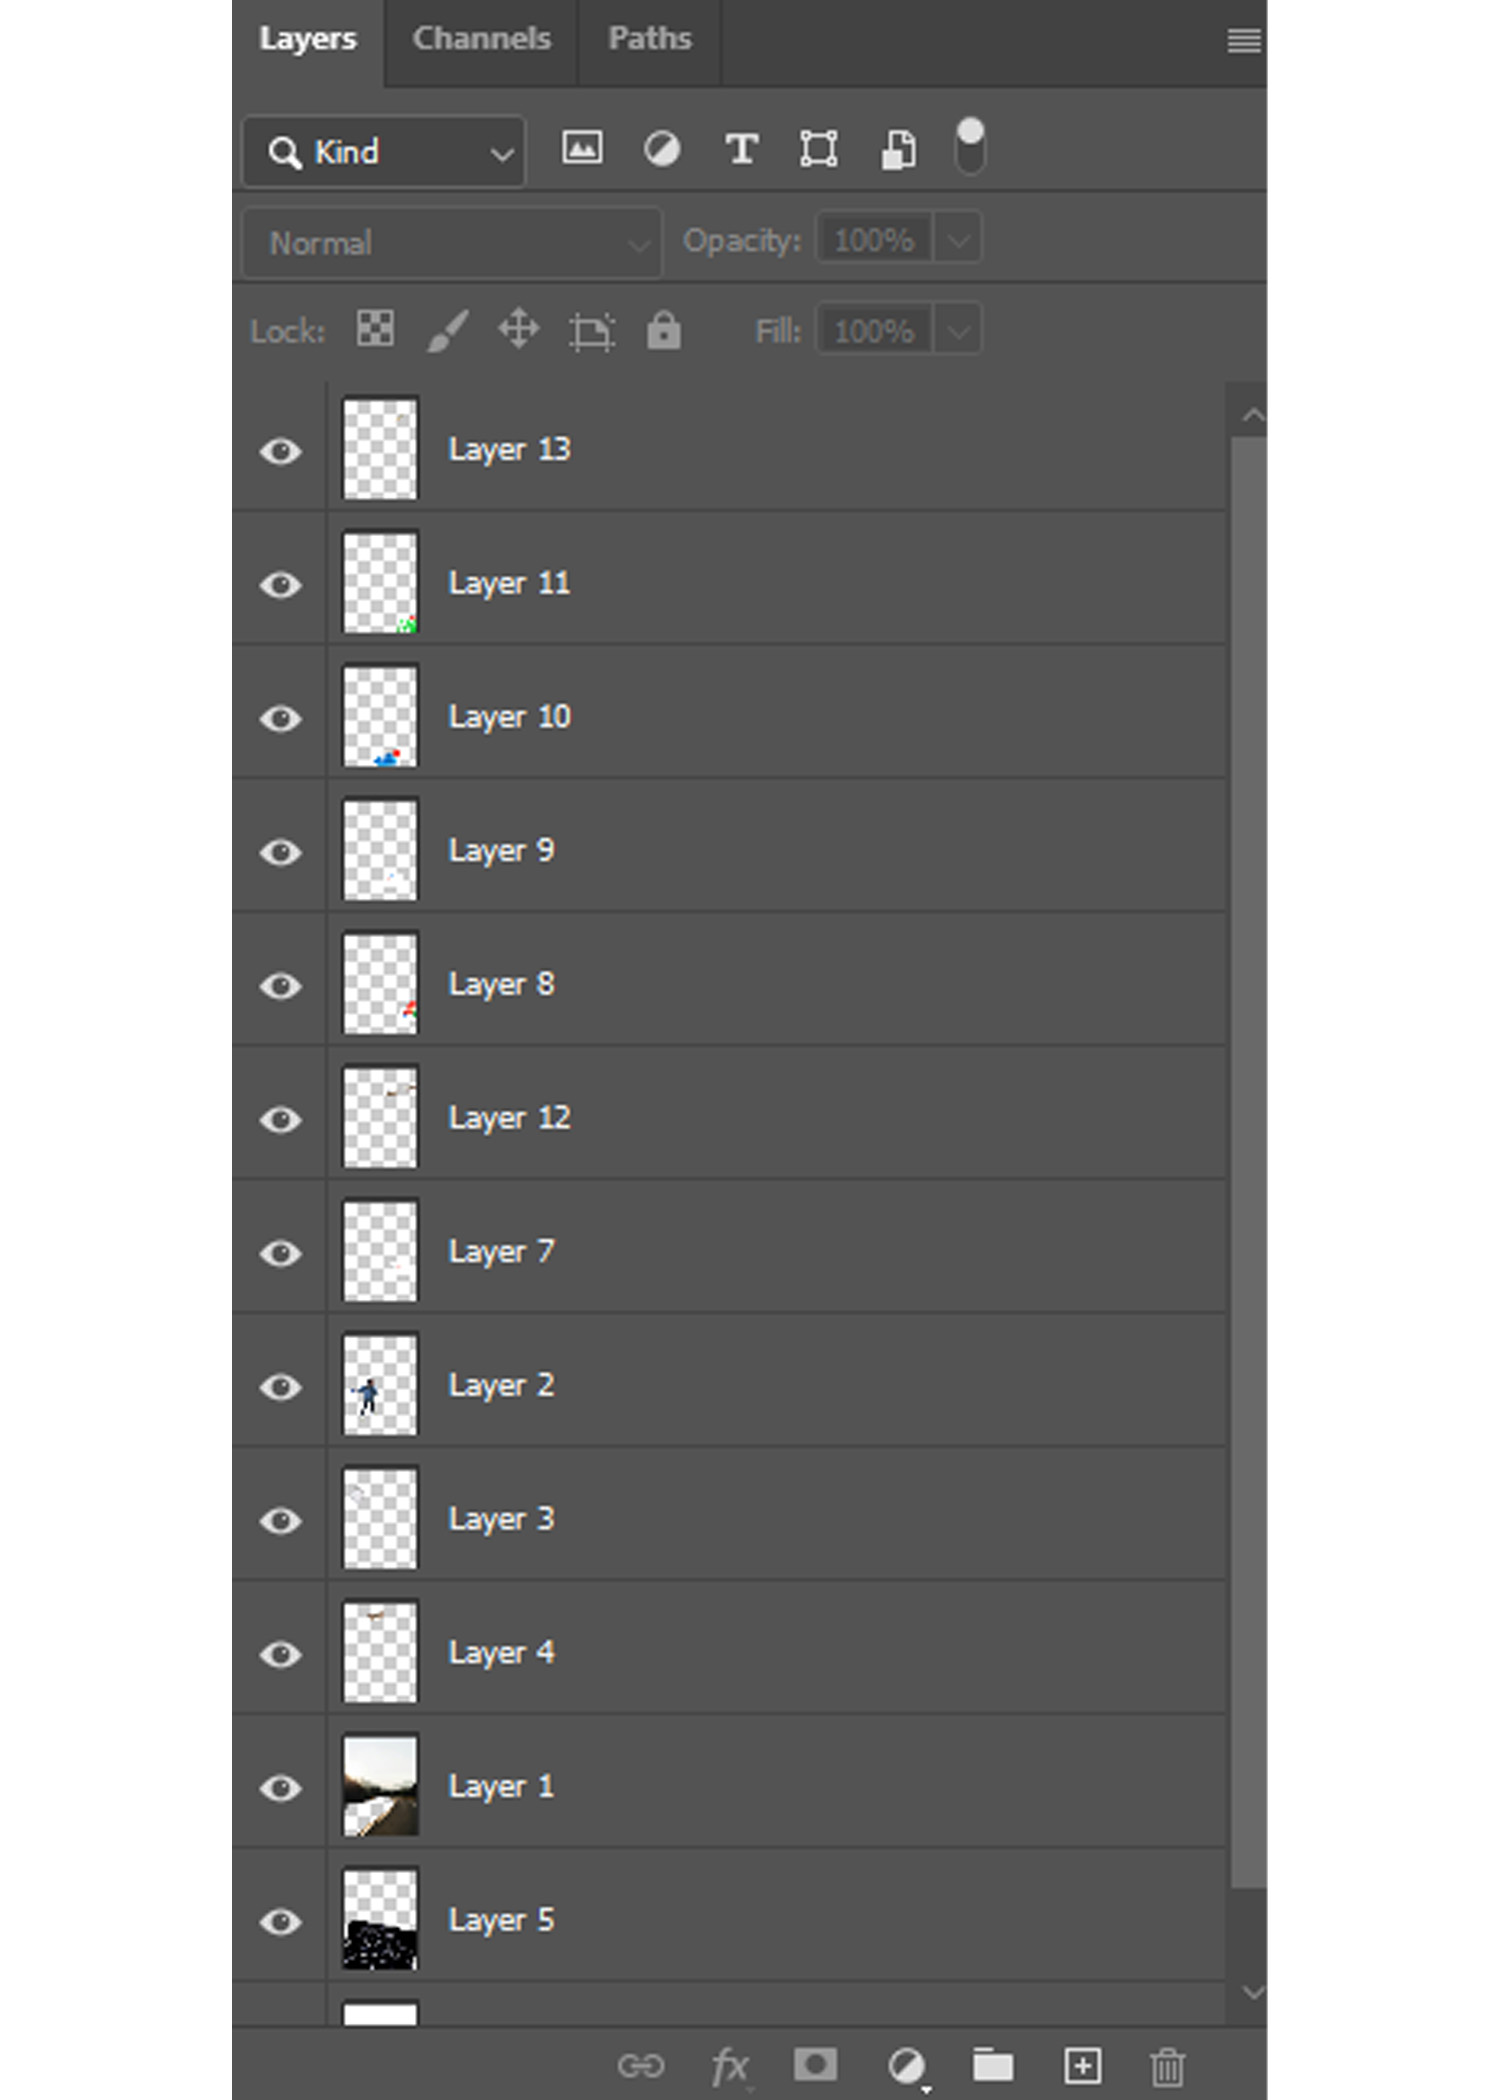 Layers Channels Paths
Kind
Normal Opacity: 100%
Lock: Fill: 100%
Layer 13
Layer 11
Layer 10
Layer 9
Layer 8
Layer 12
Layer 7
Layer 2
Layer 3
Layer 4
Layer 1
Layer 5
fx